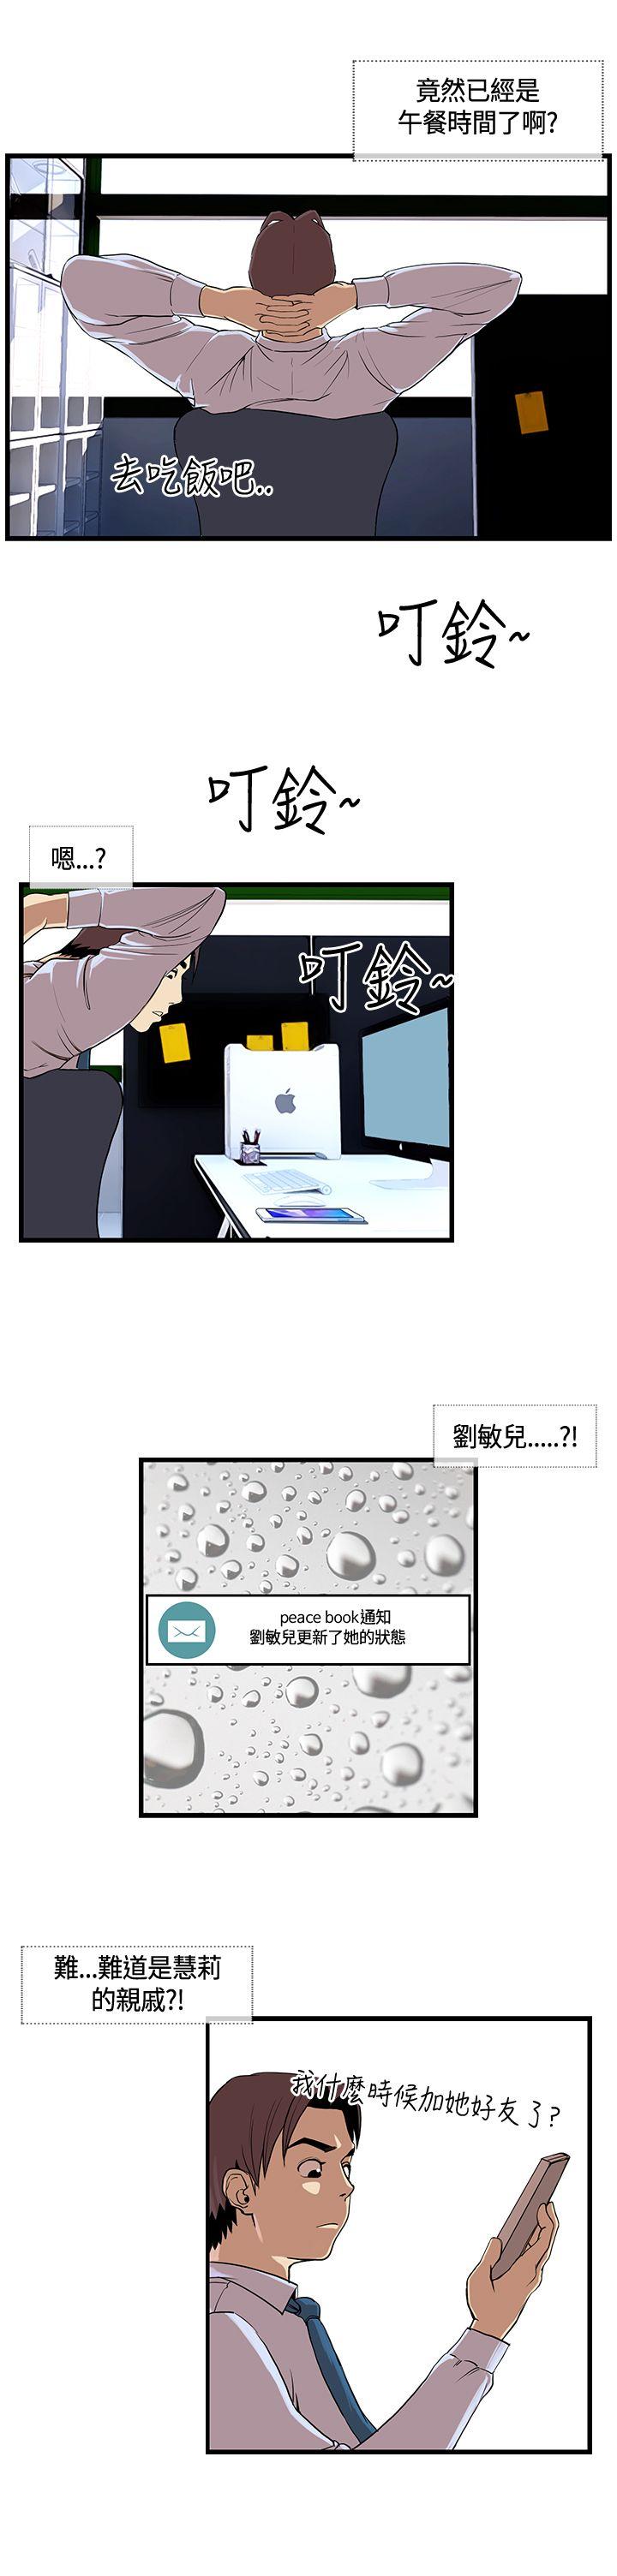 竟然已經是
午餐時間了啊?
去吃飯吧..
叮鈴~
叮鈴~
嗯...?
叮鈴~
劉敏兒.....?!
peace book通知
劉敏兒更新了她的狀態
難...難道是慧莉
的親戚?!
我什麼時候加她好友了?